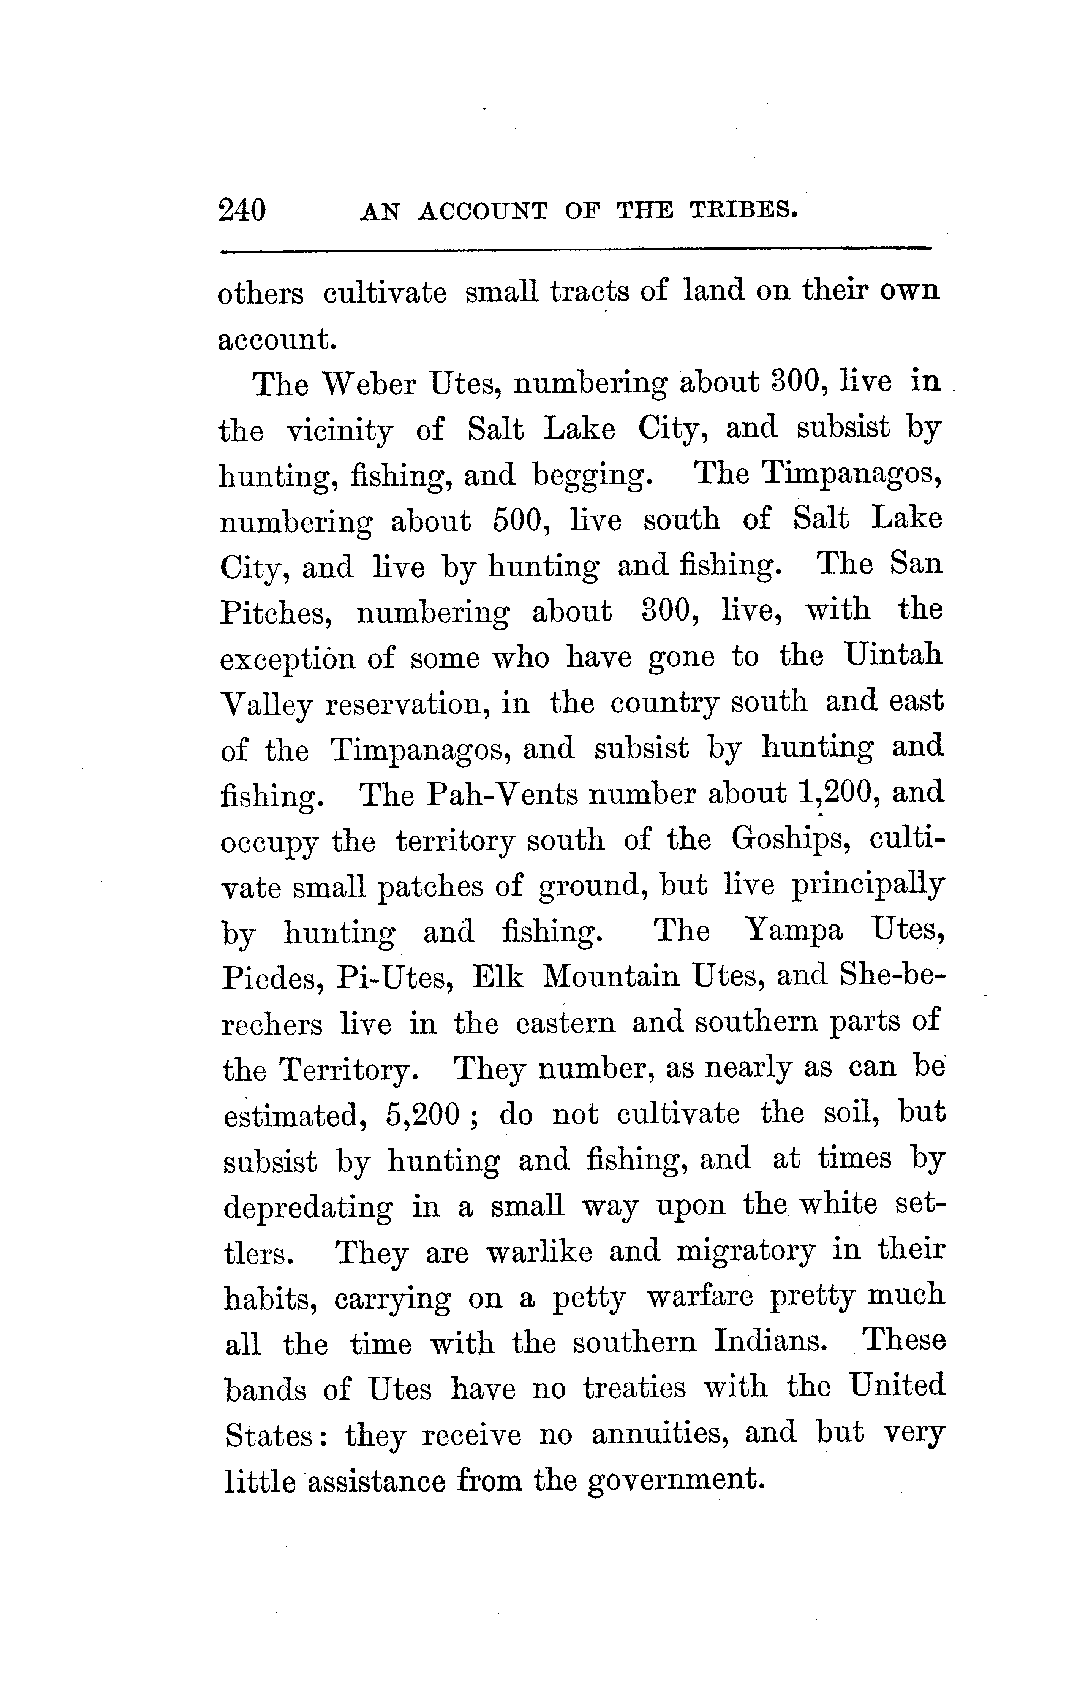 240 AN ACCOUNT OF THE TRIBES.
others cultivate small tracts of land on their own
account.
The Weber Utes, numbering about 300, live in
the vicinity of Salt Lake City, and subsist by
hunting, fishing, and begging. The Timpanagos,
numbering about 500, live south of Salt Lake
City, and live by hunting and fishing. The San
Pitches, numbering about 300, live, with the
exception of some who have gone to the Uintah
Valley reservation, in the country south and east
of the Timpanagos, and subsist by hunting and
fishing. The Pah-Vents number about 1,200, and
occupy the territory south of the Goships, culti-
vate small patches of ground, but live principally
by hunting and fishing. The Yampa Utes,
Piedes, Pi-Utes, Elk Mountain Utes, and She-be-
rechers live in the eastern and southern parts of
the Territory. They number, as nearly as can be
estimated, 5,200 ; do not cultivate the soil, but
subsist by hunting and fishing, and at times by
depredating in a small way upon the white set-
tlers. They are warlike and migratory in their
habits, carrying on a petty warfare pretty much
all the time with the southern Indians. These
bands of Utes have no treaties with the United
States: they receive no annuities, and but very
little assistance from the government.